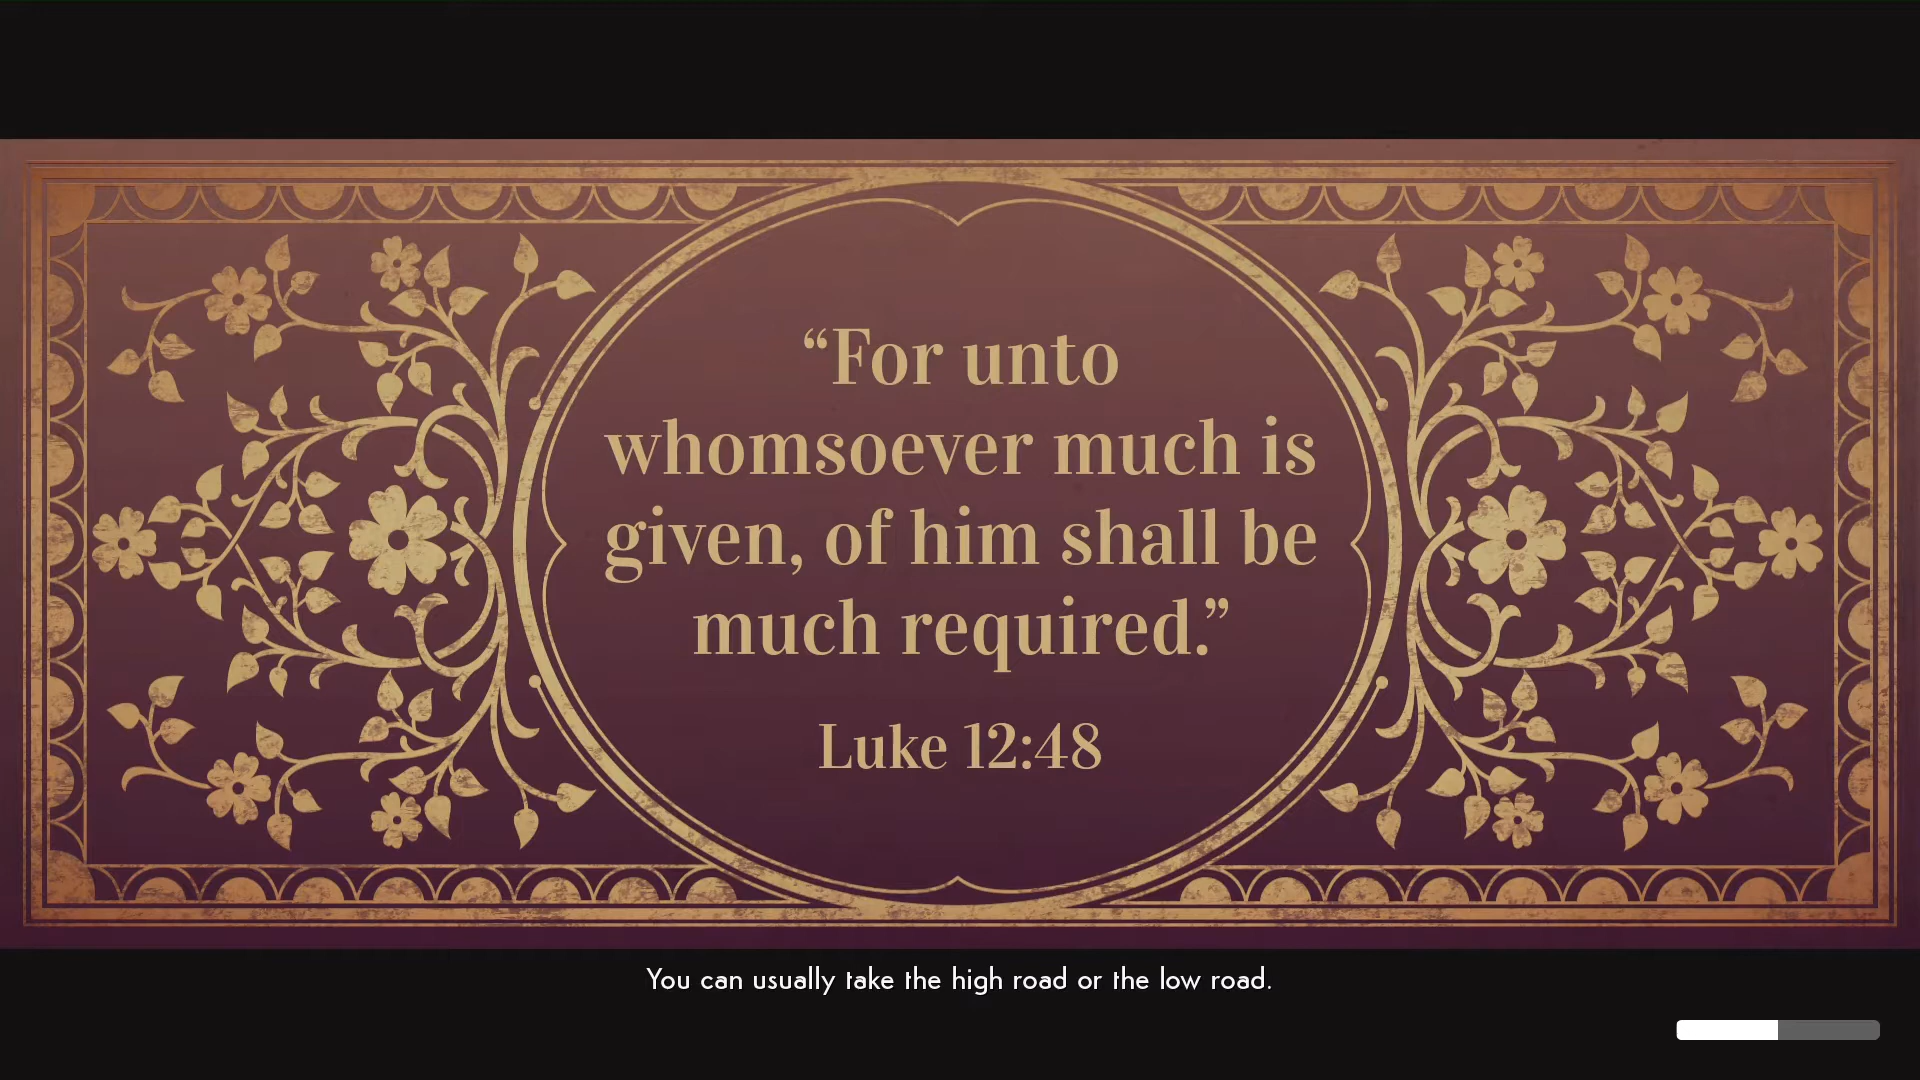 “For unto
whomsoever much is
given, of him shall be
much required.”
Luke 12:48
You can usually take the high road or the low road.